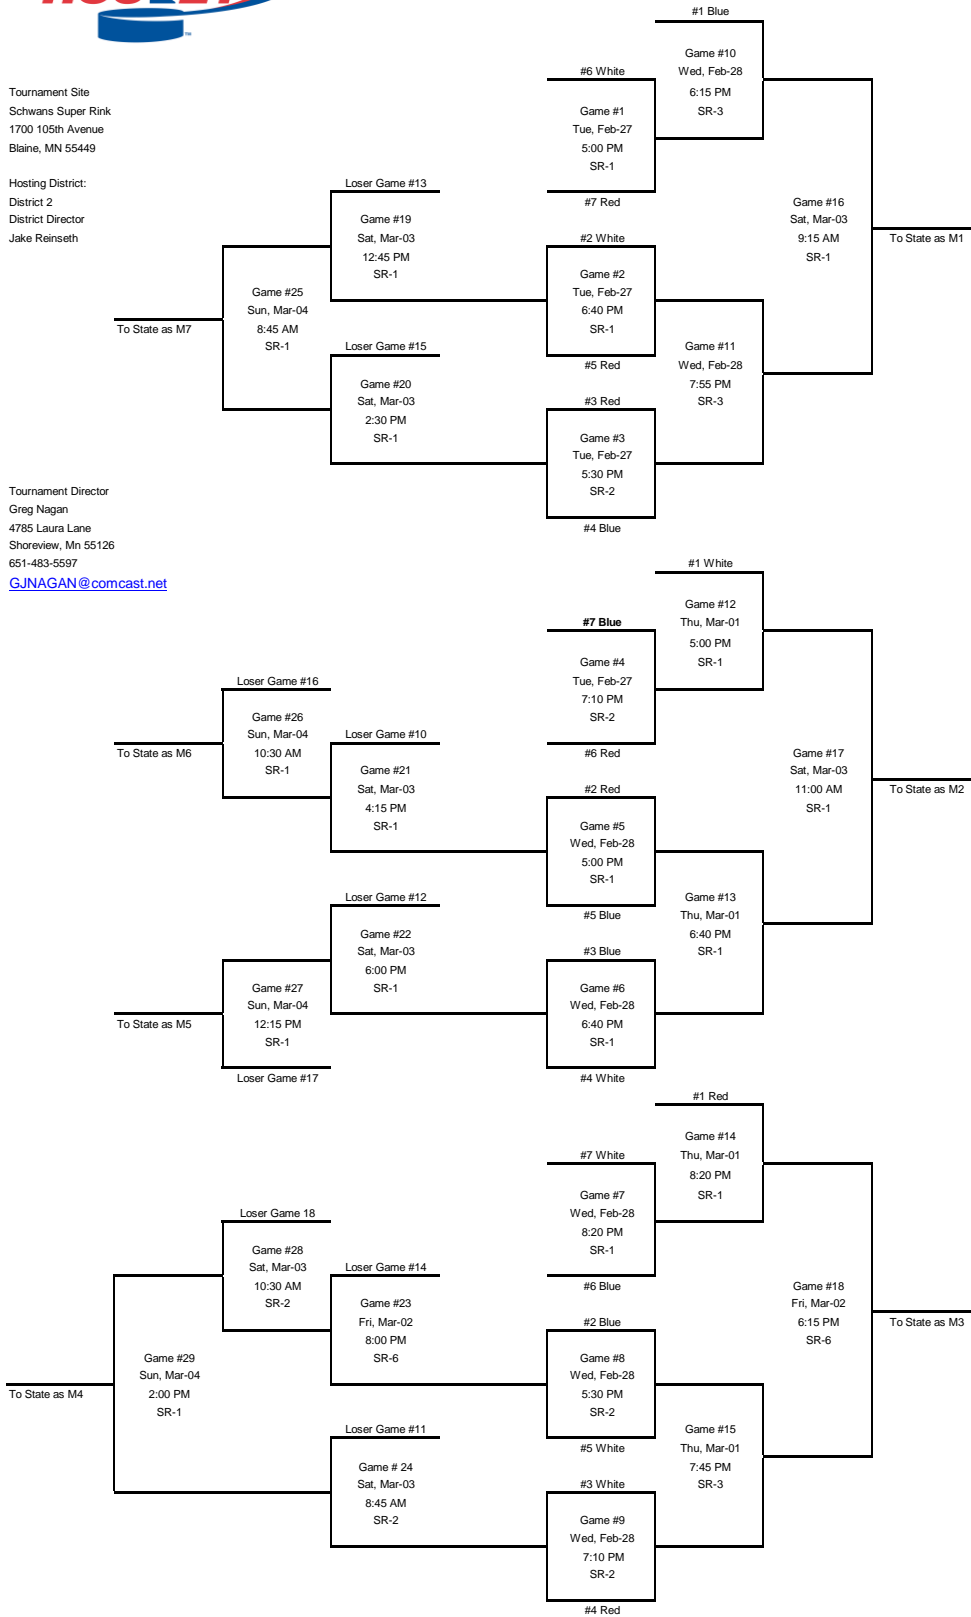 #1 Blue
Game #10
Wed, Feb-28
6:15 PM
SR-3
#6 White
Game #1
Tue, Feb-27
5:00 PM
SR-1
#7 Red
Tournament Site
Schwans Super Rink
1700 105th Avenue
Blaine, MN 55449
Hosting District:
District 2
District Director
Jake Reinseth
Loser Game #13
Game #19
Sat, Mar-03
12:45 PM
SR-1
#2 White
Game #2
Tue, Feb-27
6:40 PM
SR-1
#5 Red
Game #16
Sat, Mar-03
9:15 AM
SR-1
To State as M1
Game #25
Sun, Mar-04
8:45 AM
SR-1
To State as M7
Loser Game #15
Game #20
Sat, Mar-03
2:30 PM
SR-1
Game #11
Wed, Feb-28
7:55 PM
SR-3
#3 Red
Game #3
Tue, Feb-27
5:30 PM
SR-2
#4 Blue
Tournament Director
Greg Nagan
4785 Laura Lane
Shoreview, Mn 55126
651-483-5597
GJNAGAN@comcast.net
#1 White
Game #12
Thu, Mar-01
5:00 PM
SR-1
#7 Blue
Game #4
Tue, Feb-27
7:10 PM
SR-2
#6 Red
Loser Game #16
Game #26
Sun, Mar-04
10:30 AM
SR-1
To State as M6
Loser Game #10
Game #21
Sat, Mar-03
4:15 PM
SR-1
Game #17
Sat, Mar-03
11:00 AM
SR-1
To State as M2
#2 Red
Game #5
Wed, Feb-28
5:00 PM
SR-1
#5 Blue
Loser Game #12
Game #22
Sat, Mar-03
6:00 PM
SR-1
Game #13
Thu, Mar-01
6:40 PM
SR-1
#3 Blue
Game #6
Wed, Feb-28
6:40 PM
SR-1
#4 White
Game #27
Sun, Mar-04
12:15 PM
SR-1
To State as M5
Loser Game #17
#1 Red
Game #14
Thu, Mar-01
8:20 PM
SR-1
#7 White
Game #7
Wed, Feb-28
8:20 PM
SR-1
#6 Blue
Loser Game 18
Game #28
Sat, Mar-03
10:30 AM
SR-2
Loser Game #14
Game #23
Fri, Mar-02
8:00 PM
SR-6
Game #18
Fri, Mar-02
6:15 PM
SR-6
To State as M3
#2 Blue
Game #8
Wed, Feb-28
5:30 PM
SR-2
#5 White
Game #29
Sun, Mar-04
2:00 PM
SR-1
To State as M4
Loser Game #11
Game # 24
Sat, Mar-03
8:45 AM
SR-2
Game #15
Thu, Mar-01
7:45 PM
SR-3
#3 White
Game #9
Wed, Feb-28
7:10 PM
SR-2
#4 Red